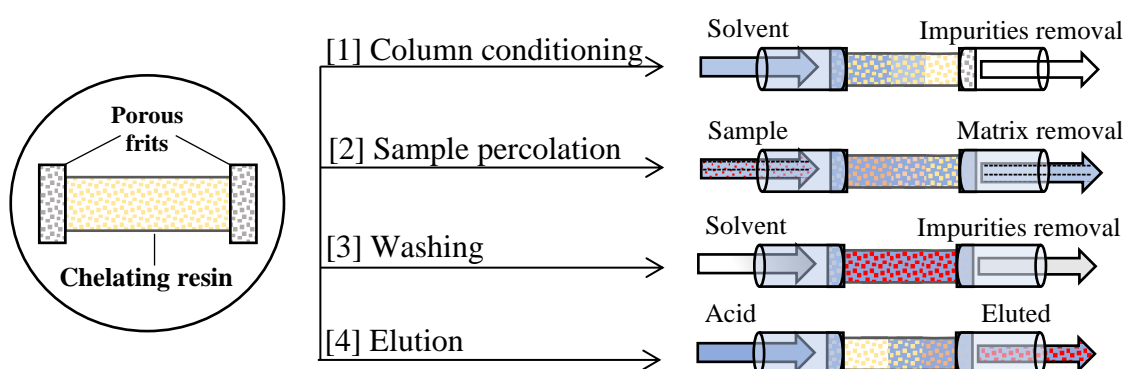 Porous
frits
Chelating resin
[1] Column conditioning
Solvent
Impurities removal
[2] Sample percolation
Sample
Matrix removal
[3] Washing
Solvent
Impurities removal
[4] Elution
Acid
Eluted